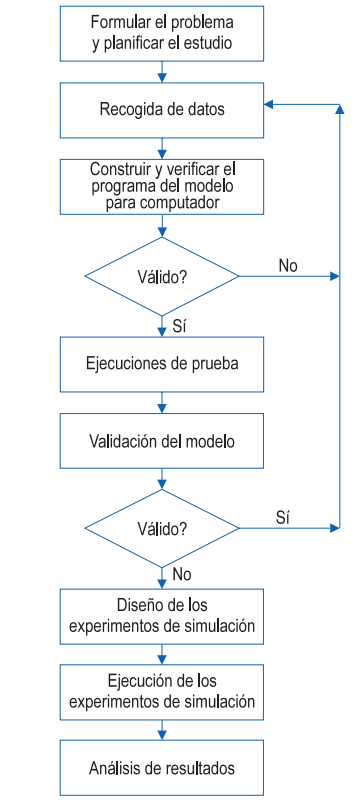 Formular el problema
y planificar el estudio
Recogida de datos
Construir y verificar el
programa del modelo
para computador
Válido?
No
Sí
Ejecuciones de prueba
Validación del modelo
Válido?
Sí
No
Diseño de los
experimentos de simulación
Ejecución de los
experimentos de simulación
Análisis de resultados